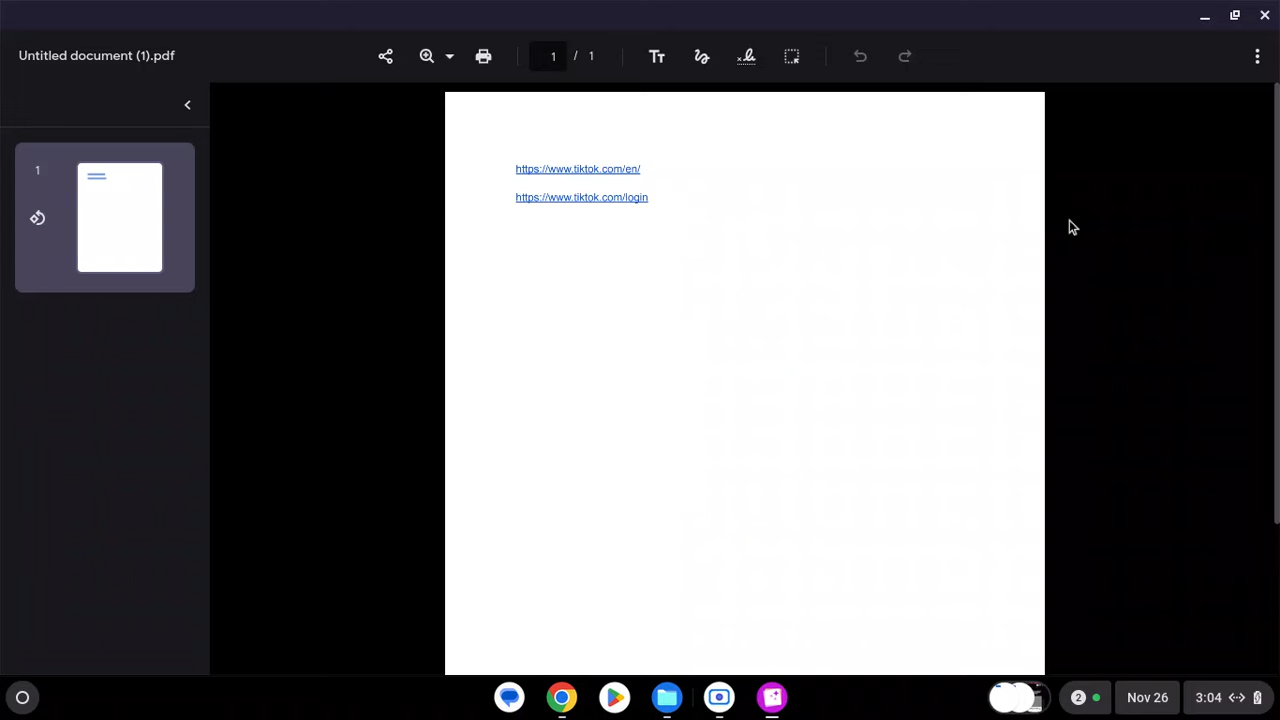 Untitled document (1).pdf
1 / 1
1
https://www.tiktok.com/en/
https://www.tiktok.com/login
2
Nov 26
3:04